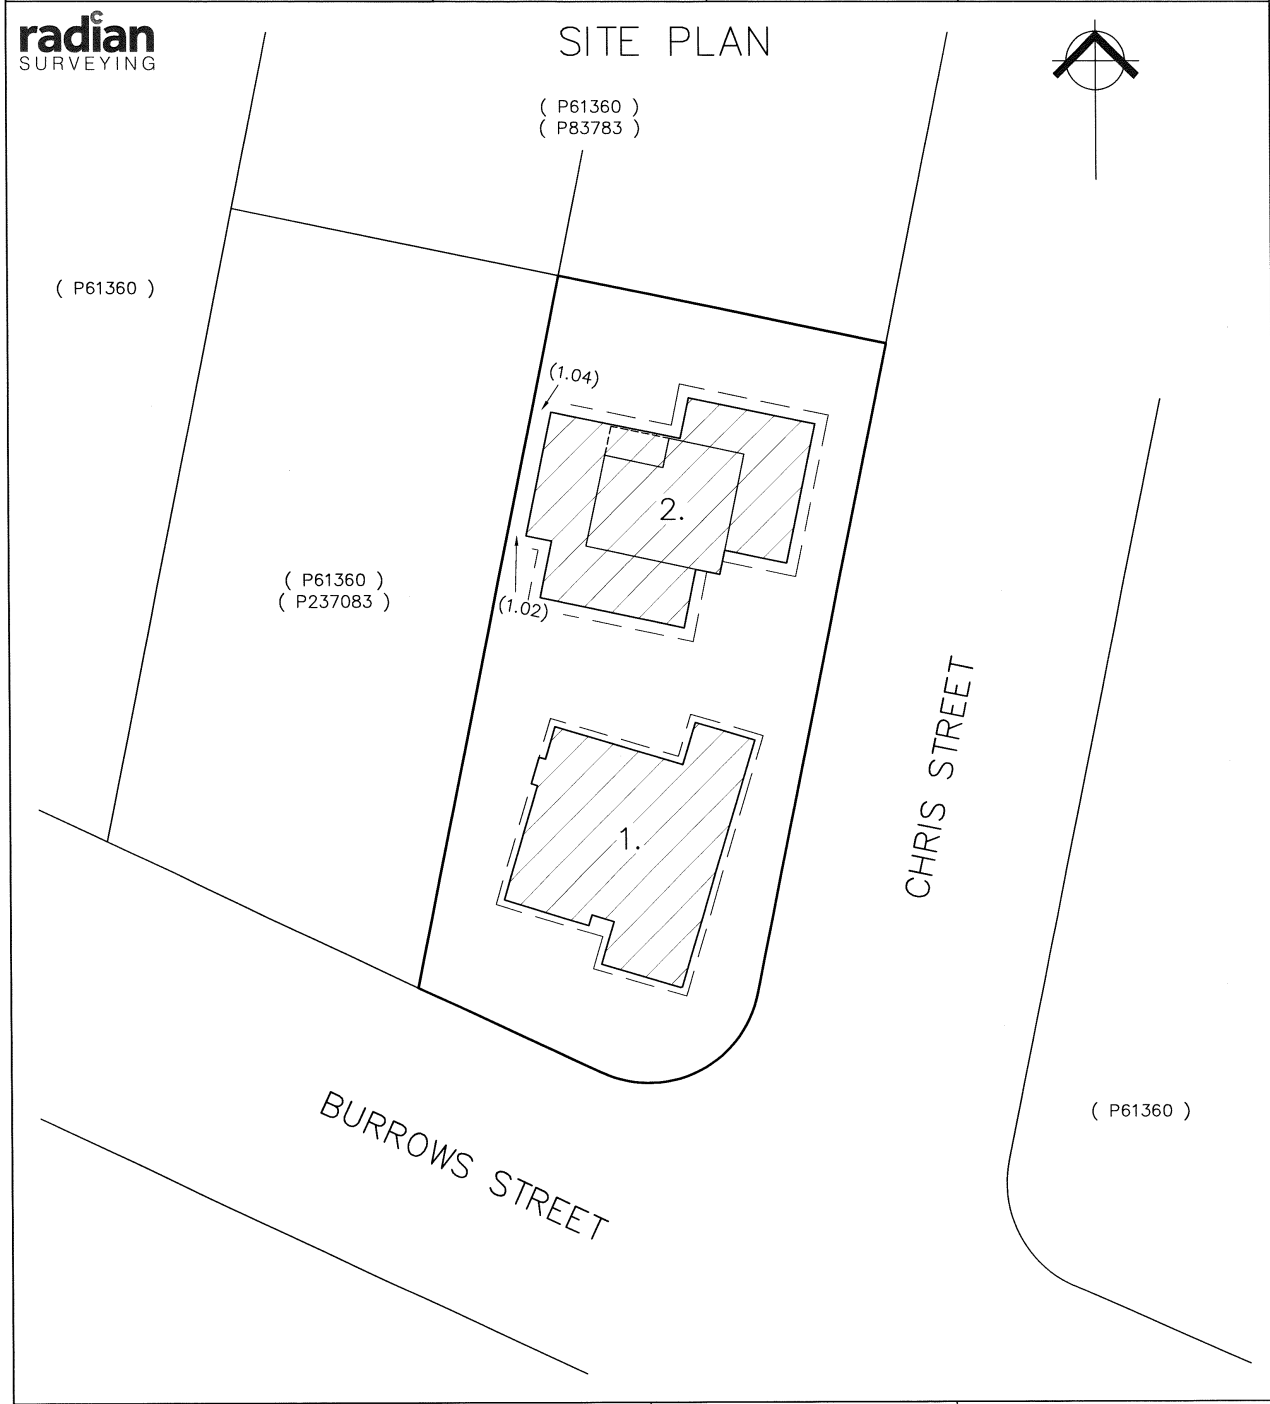 radian
SURVEYING
SITE PLAN
( P61360 )
( P83783 )
( P61360 )
(1.04)
2.
( P61360 )
( P237083 )
(1.02)
CHRIS STREET
1.
( P61360 )
BURROWS STREET